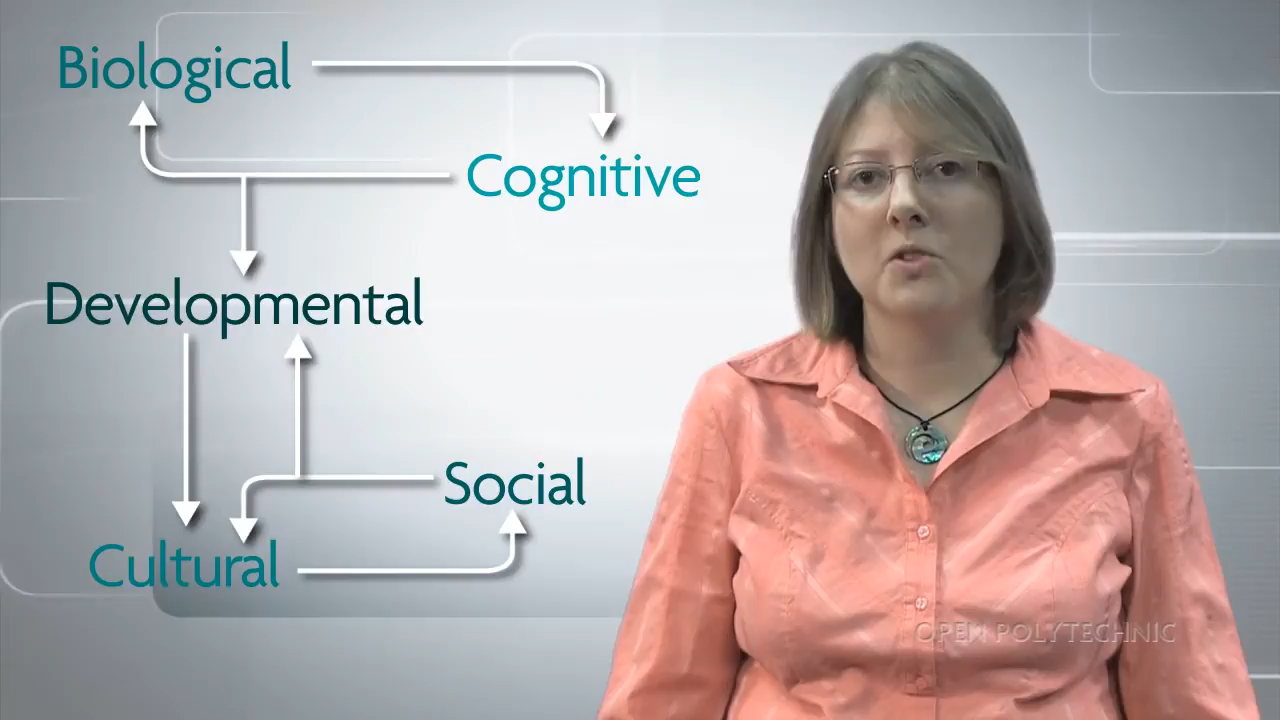 Biological
Cognitive
Developmental
Social
Cultural
OPEN POLYTECHNIC